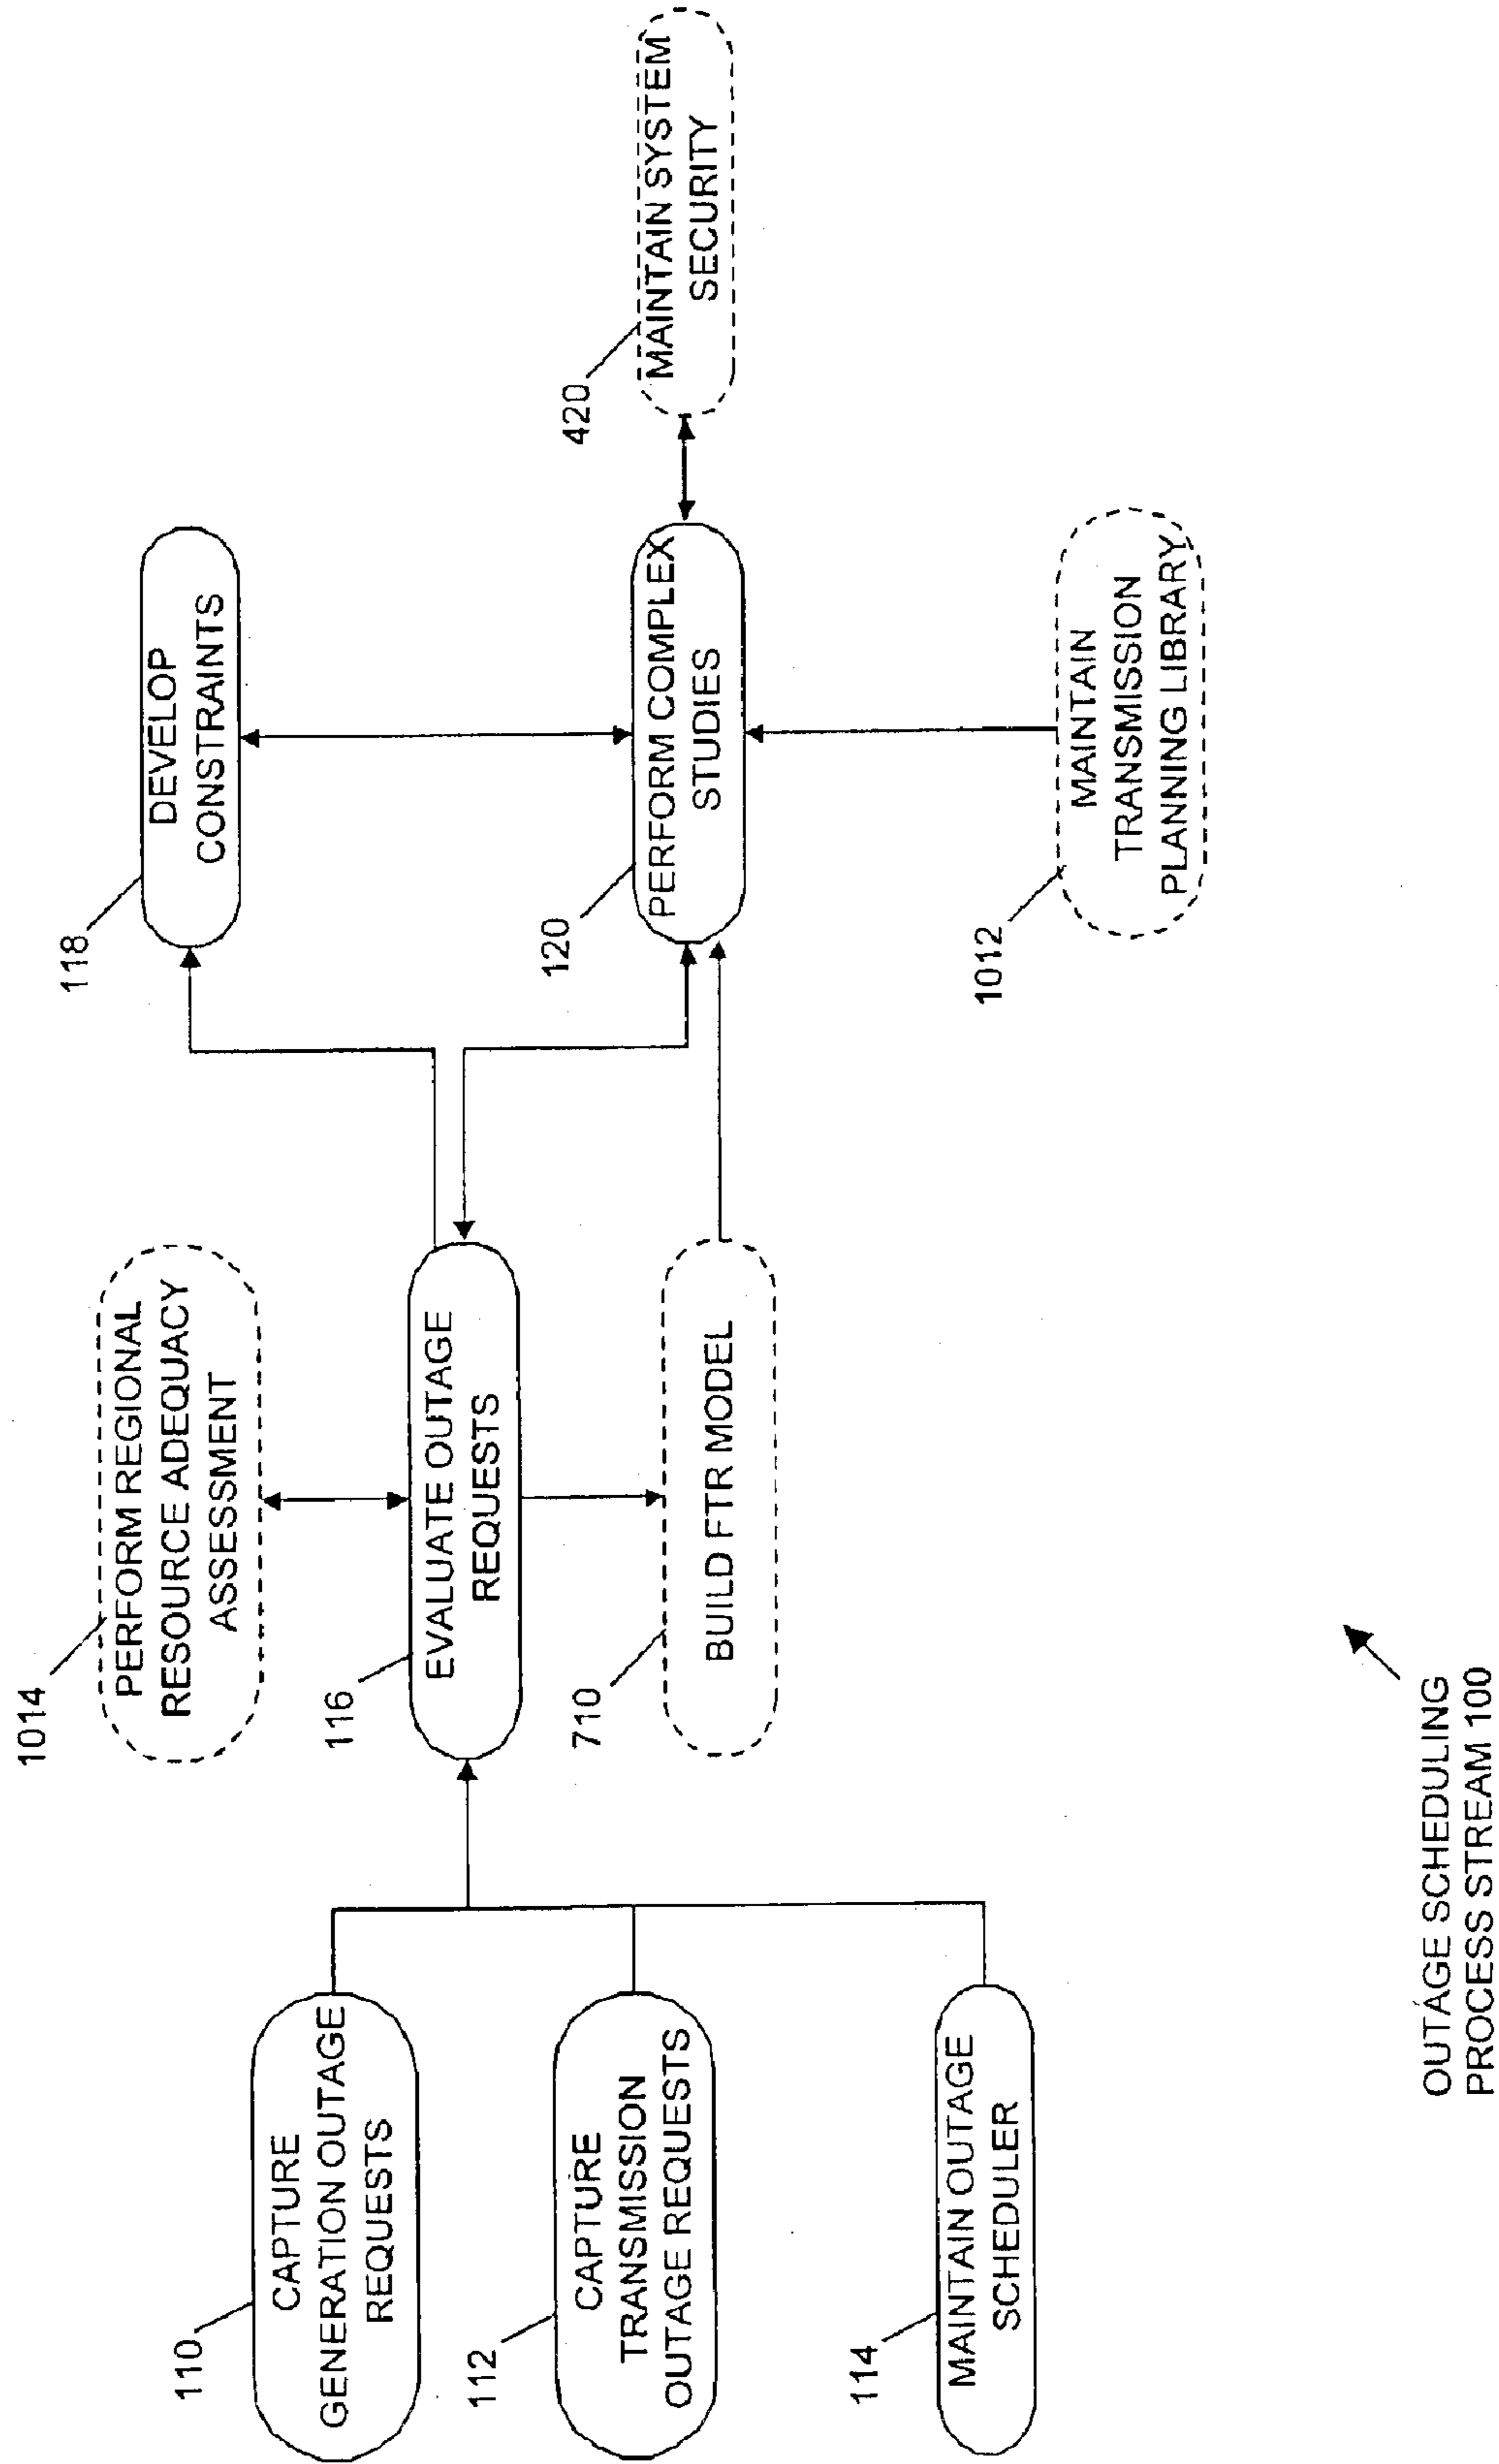 110
CAPTURE
GENERATION OUTAGE
REQUESTS
112
CAPTURE
TRANSMISSION
OUTAGE REQUESTS
114
MAINTAIN OUTAGE
SCHEDULER
1014
PERFORM REGIONAL
RESOURCE ADEQUACY
ASSESSMENT
116
EVALUATE OUTAGE
REQUESTS
710
BUILD FTR MODEL
118
DEVELOP
CONSTRAINTS
120
PERFORM COMPLEX
STUDIES
1012
MAINTAIN
TRANSMISSION
PLANNING LIBRARY
420
MAINTAIN SYSTEM
SECURITY
OUTAGE SCHEDULING
PROCESS STREAM 100